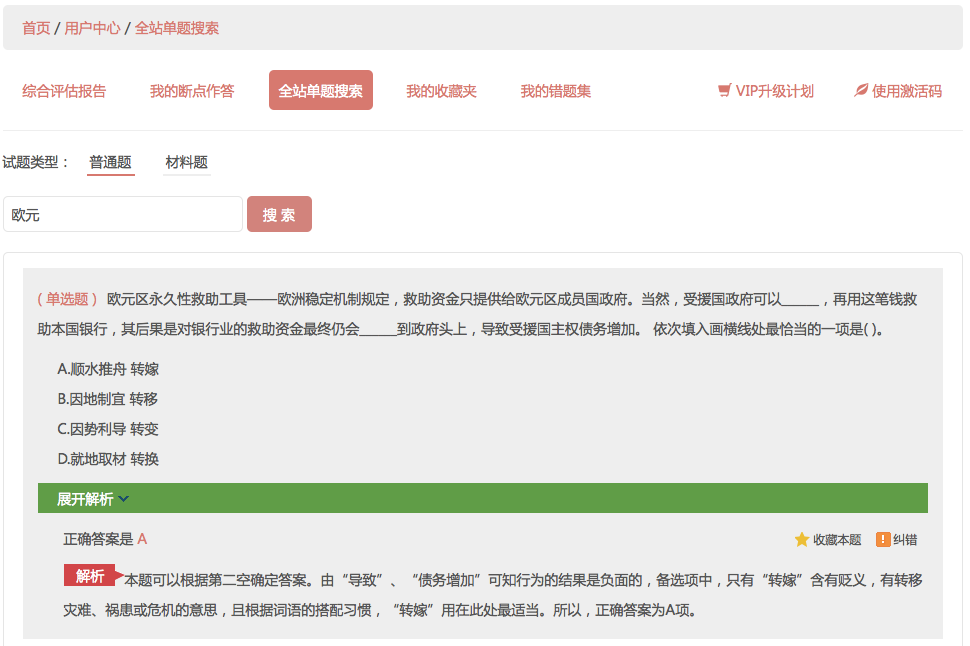 首页 / 用户中心 / 全站单题搜索
综合评估报告 我的断点作答 全站单题搜索 我的收藏夹 我的错题集 VIP升级计划 使用激活码
试题类型： 普通题 材料题
欧元 搜 索
(单选题) 欧元区永久性救助工具——欧洲稳定机制规定，救助资金只提供给欧元区成员国政府。当然，受援国政府可以_____，再用这笔钱救
助本国银行，其后果是对银行业的救助资金最终仍会_____到政府头上，导致受援国主权债务增加。 依次填入画横线处最恰当的一项是( )。
A.顺水推舟 转嫁
B.因地制宜 转移
C.因势利导 转变
D.就地取材 转换
展开解析
正确答案是 A 收藏本题 纠错
解析 本题可以根据第二空确定答案。由“导致”、“债务增加”可知行为的结果是负面的，备选项中，只有“转嫁”含有贬义，有转移
灾难、祸患或危机的意思，且根据词语的搭配习惯，“转嫁”用在此处最适当。所以，正确答案为A项。